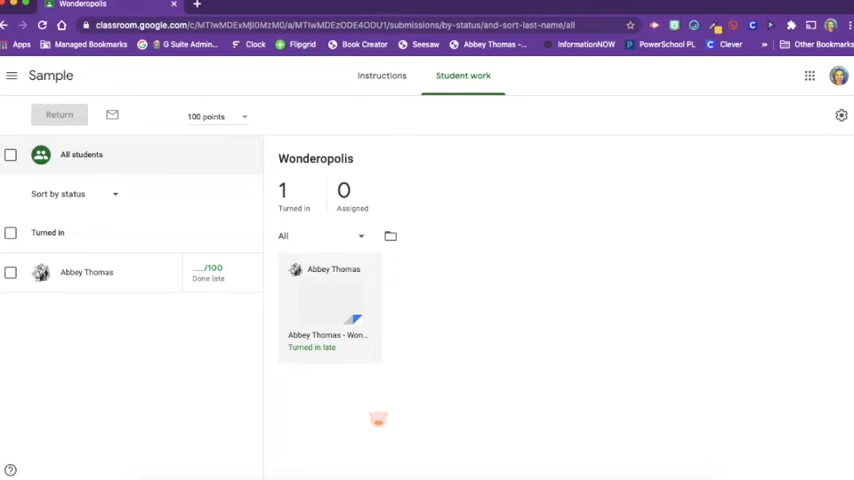 Wonderopolis
classroom.google.com/c/MTIwMDExMjI0MzM0/a/MTIwMDEzODE4ODU1/submissions/by-status/and-sort-last-name/all
Apps Managed Bookmarks G Suite Admin... Clock Flipgrid Book Creator Seesaw Abbey Thomas -... InformationNOW PowerSchool PL Clever » Other Bookmarks
Sample Instructions Student work
Return 100 points
All students
Sort by status
Turned in
Abbey Thomas __/100
Done late
Wonderopolis
1 0
Turned in Assigned
All
Abbey Thomas
Abbey Thomas - Won...
Turned in late